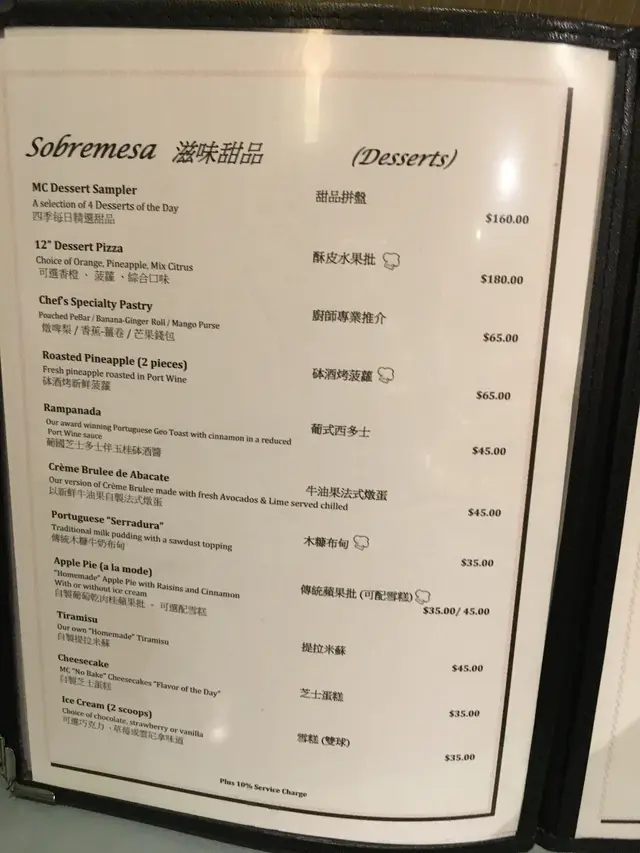 Sobremesa 滋味甜品 (Desserts)
MC Dessert Sampler 甜品拼盤
A selection of 4 Desserts of the Day
四季每日精選甜品
$160.00
12" Dessert Pizza 酥皮水果批
Choice of Orange, Pineapple, Mix Citrus
可選香橙、菠蘿、綜合口味
$180.00
Chef's Specialty Pastry 廚師專業推介
Poached PeBar / Banana-Ginger Roll / Mango Purse
燉啤梨 / 香蕉-薑卷 / 芒果錢包
$65.00
Roasted Pineapple (2 pieces) 砵酒烤菠蘿
Fresh pineapple roasted in Port Wine
砵酒烤新鮮菠蘿
$65.00
Rampanada 葡式西多士
Our award winning Portuguese Geo Toast with cinnamon in a reduced
Port Wine sauce
葡國芝士多士伴玉桂砵酒醬
$45.00
Crème Brulee de Abacate 牛油果法式燉蛋
Our version of Crème Brulee made with fresh Avocados & Lime served chilled
以新鮮牛油果自製法式燉蛋
$45.00
Portuguese "Serradura" 木糠布甸
Traditional milk pudding with a sawdust topping
傳統木糠牛奶布甸
$35.00
Apple Pie (a la mode) 傳統蘋果批 (可配雪糕)
"Homemade" Apple Pie with Raisins and Cinnamon
With or without ice cream
自製葡萄乾肉桂蘋果批、可選配雪糕
$35.00/ 45.00
Tiramisu 提拉米蘇
Our own "Homemade" Tiramisu
自製提拉米蘇
$45.00
Cheesecake 芝士蛋糕
MC "No Bake" Cheesecakes "Flavor of the Day"
自製芝士蛋糕
$35.00
Ice Cream (2 scoops) 雪糕 (雙球)
Choice of chocolate, strawberry or vanilla
可選巧克力、草莓或雲尼拿味道
$35.00
Plus 10% Service Charge